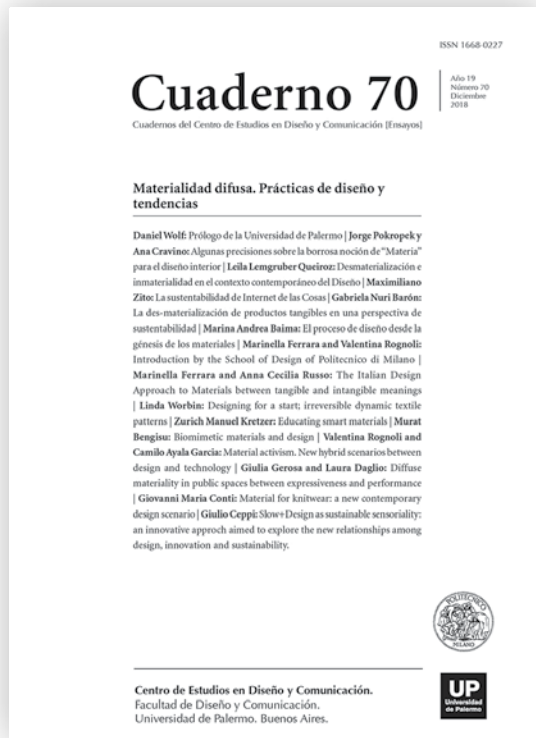 ISSN 1668-0227
Cuaderno 70
Año 19
Número 70
Diciembre
2018
Cuadernos del Centro de Estudios en Diseño y Comunicación [Ensayos]
Materialidad difusa. Prácticas de diseño y
tendencias
Daniel Wolf: Prólogo de la Universidad de Palermo | Jorge Pokropek y
Ana Cravino: Algunas precisiones sobre la borrosa noción de "Materia"
para el diseño interior | Leila Lemgruber Queiroz: Desmaterialização e
inmaterialidad en el contexto contemporáneo del Diseño | Maximiliano
Zito: La sustentabilidad de Internet de las Cosas | Gabriela Nuri Barón:
La des-materialización de productos tangibles en una perspectiva de
sustentabilidad | Marina Andrea Baima: El proceso de diseño desde la
génesis de los materiales | Marinella Ferrara and Valentina Rognoli:
Introduction by the School of Design of Politecnico di Milano |
Marinella Ferrara and Anna Cecilia Russo: The Italian Design
Approach to Materials between tangible and intangible meanings
| Linda Worbin: Designing for a start; irreversible dynamic textile
patterns | Zurich Manuel Kretzer: Educating smart materials | Murat
Bengisu: Biomimetic materials and design | Valentina Rognoli and
Camilo Ayala Garcia: Material activism. New hybrid scenarios between
design and technology | Giulia Gerosa and Laura Daglio: Diffuse
materiality in public spaces between expressiveness and performance
| Giovanni Maria Conti: Material for knitwear: a new contemporary
design scenario | Giulio Ceppi: Slow+Design as sustainable sensoriality:
an innovative approch aimed to explore the new relationships among
design, innovation and sustainability.
POLITECNICO
MILANO
Centro de Estudios en Diseño y Comunicación.
Facultad de Diseño y Comunicación.
Universidad de Palermo. Buenos Aires.
UP
Universidad
de Palermo